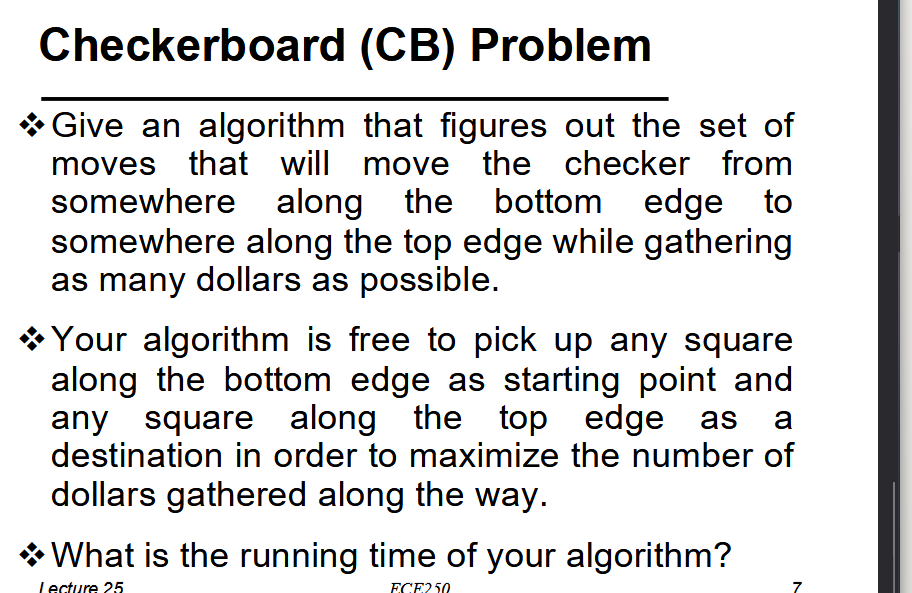 Checkerboard (CB) Problem
❖ Give an algorithm that figures out the set of
moves that will move the checker from
somewhere along the bottom edge to
somewhere along the top edge while gathering
as many dollars as possible.
❖ Your algorithm is free to pick up any square
along the bottom edge as starting point and
any square along the top edge as a
destination in order to maximize the number of
dollars gathered along the way.
❖ What is the running time of your algorithm?
Lecture 25 ECE250 7